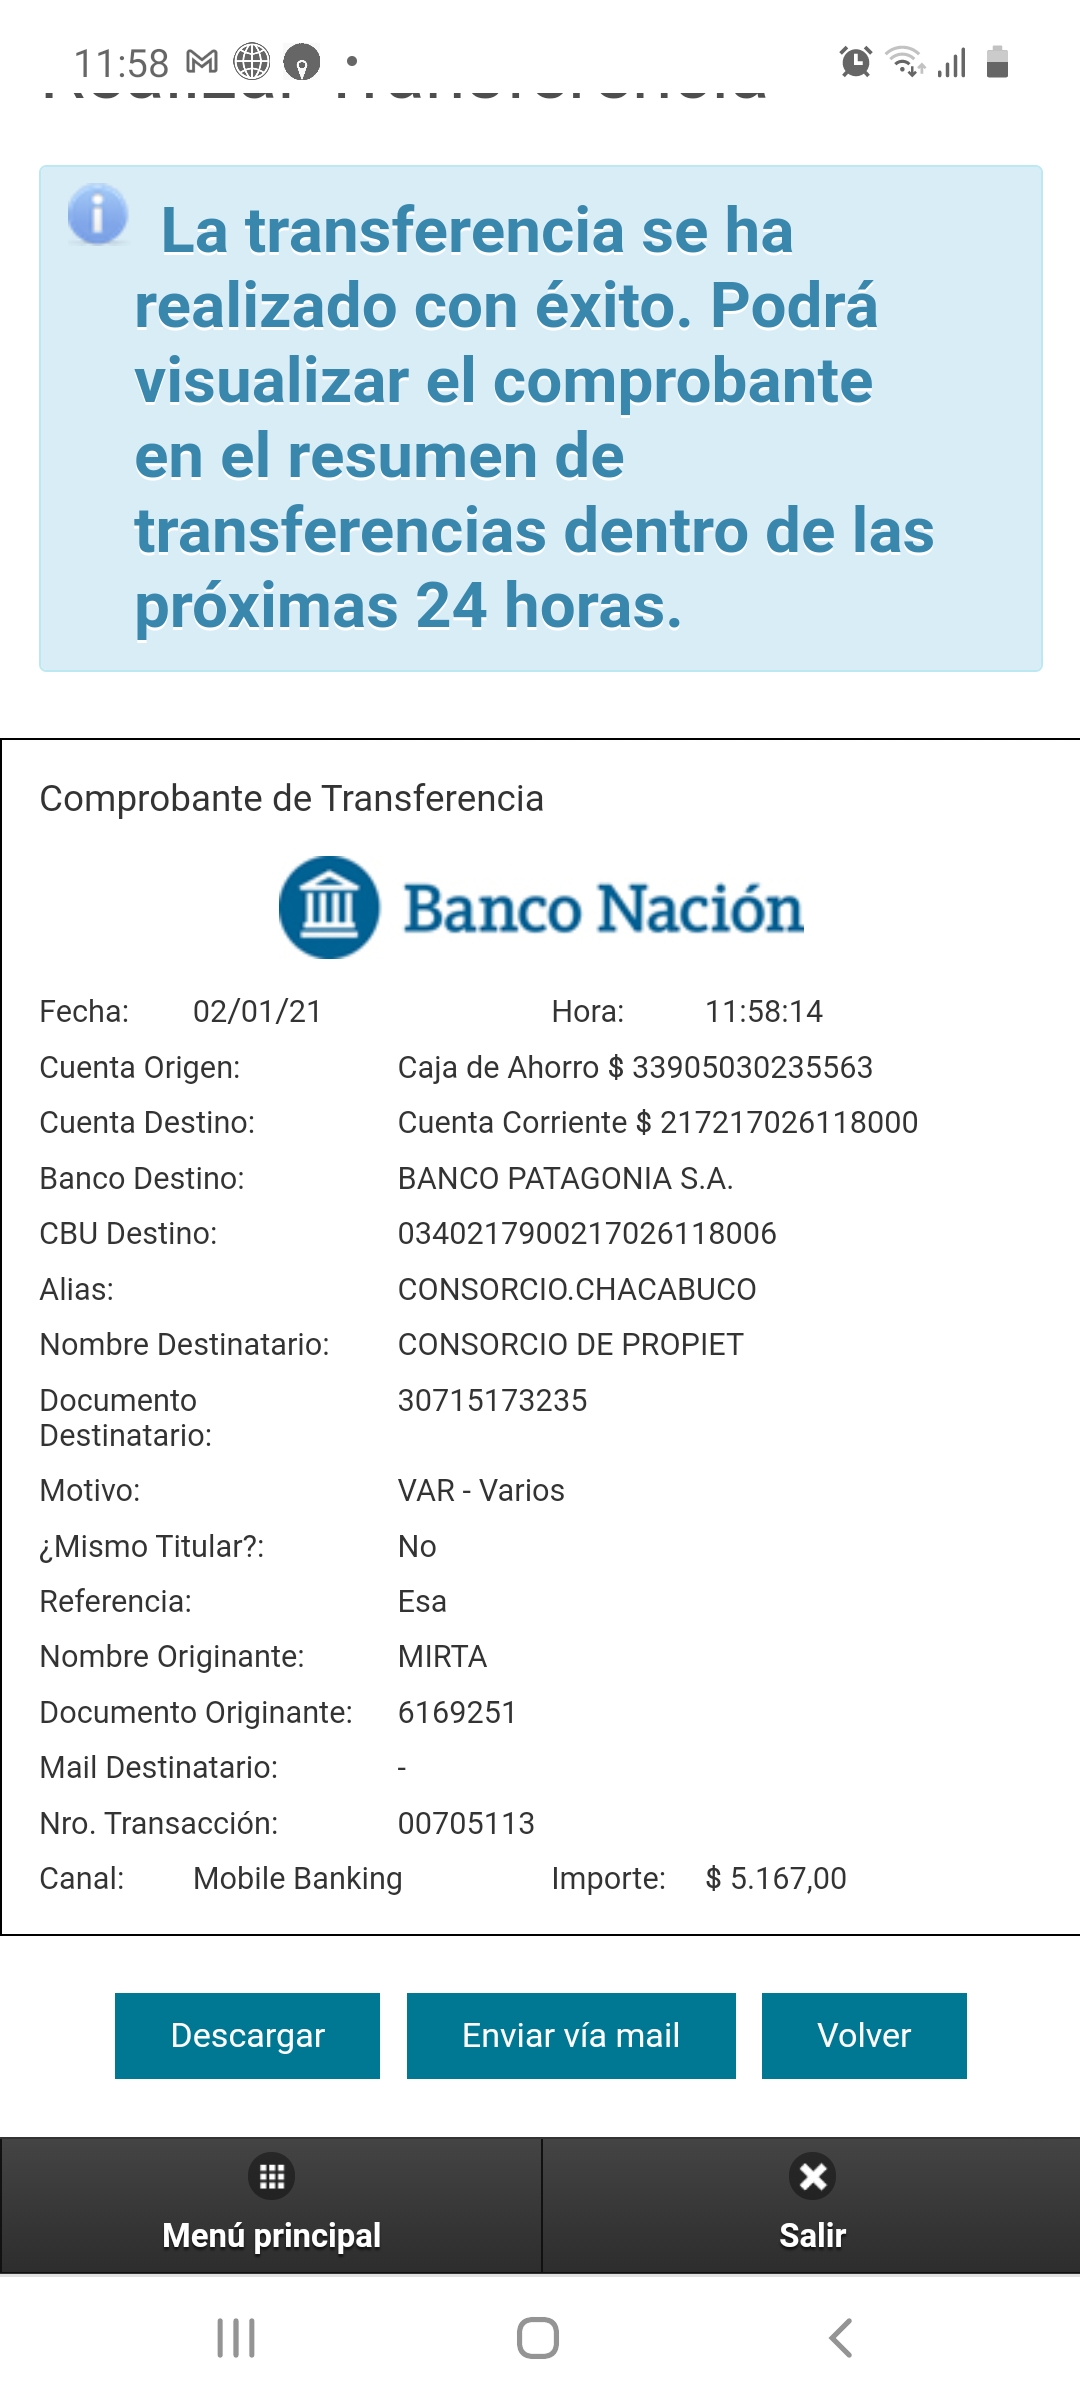 11:58
Realizar Transferencia
La transferencia se ha
realizado con éxito. Podrá
visualizar el comprobante
en el resumen de
transferencias dentro de las
próximas 24 horas.
Comprobante de Transferencia
Banco Nación
Fecha: 02/01/21 Hora: 11:58:14
Cuenta Origen: Caja de Ahorro $ 33905030235563
Cuenta Destino: Cuenta Corriente $ 217217026118000
Banco Destino: BANCO PATAGONIA S.A.
CBU Destino: 0340217900217026118006
Alias: CONSORCIO.CHACABUCO
Nombre Destinatario: CONSORCIO DE PROPIET
Documento 30715173235
Destinatario:
Motivo: VAR - Varios
¿Mismo Titular?: No
Referencia: Esa
Nombre Originante: MIRTA
Documento Originante: 6169251
Mail Destinatario: -
Nro. Transacción: 00705113
Canal: Mobile Banking Importe: $ 5.167,00
Descargar Enviar vía mail Volver
Menú principal Salir